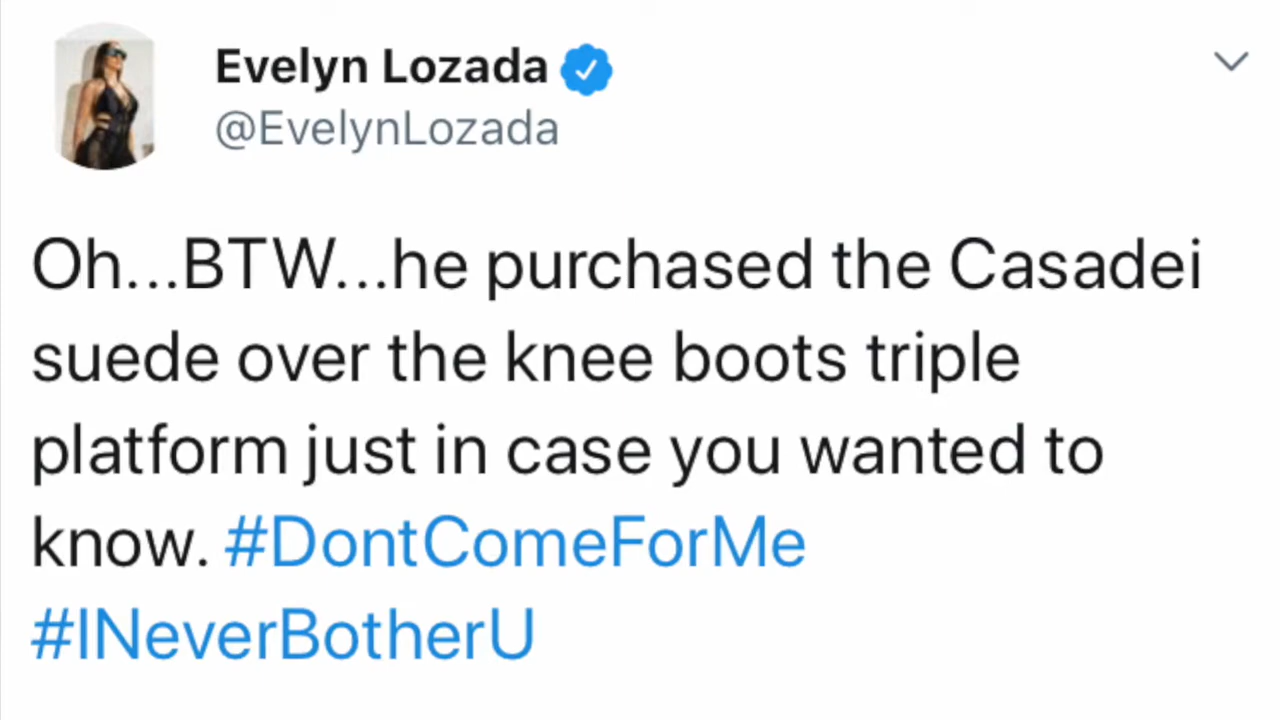 Evelyn Lozada
@EvelynLozada
Oh...BTW...he purchased the Casadei
suede over the knee boots triple
platform just in case you wanted to
know. #DontComeForMe
#INeverBotherU